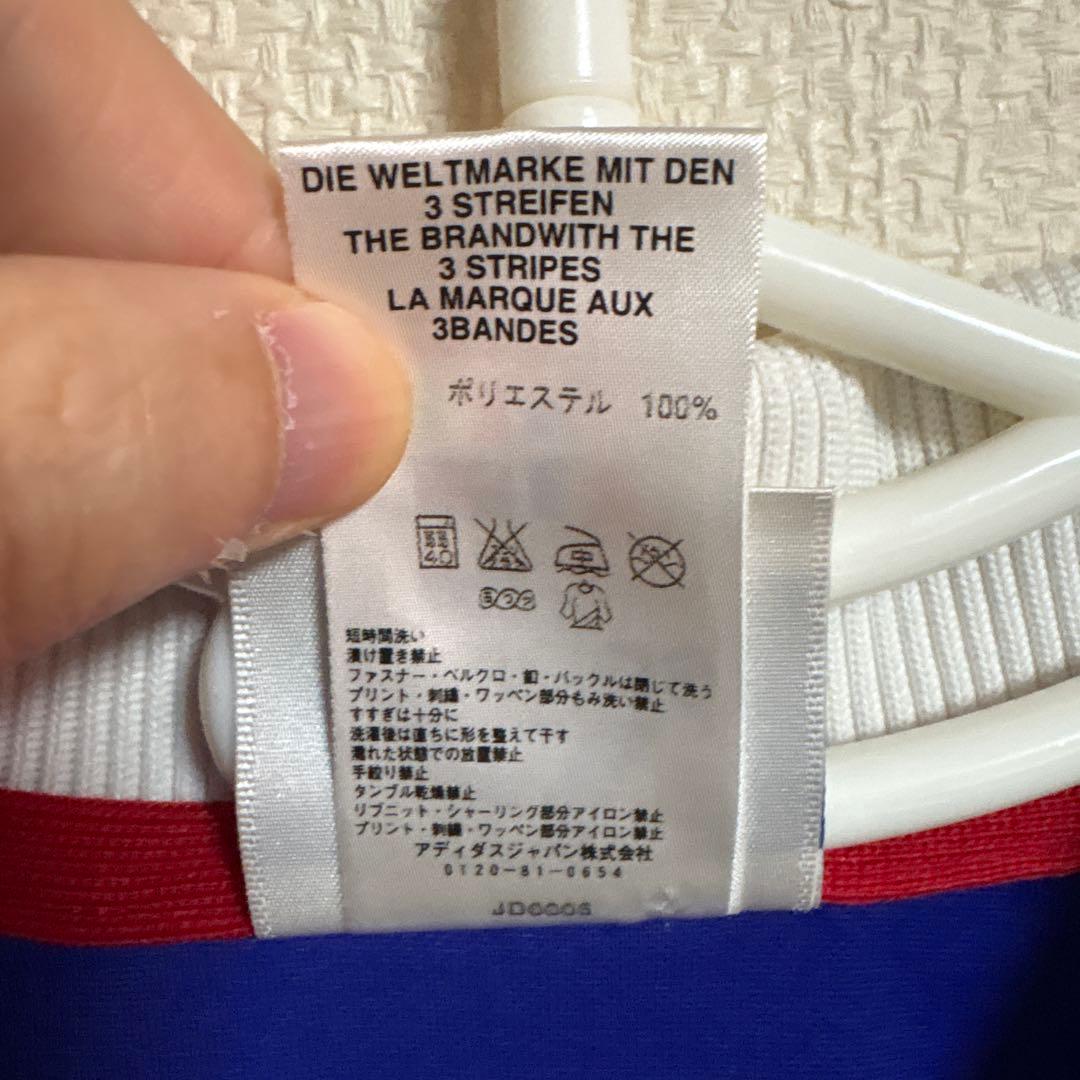 DIE WELTMARKE MIT DEN
3 STREIFEN
THE BRANDWITH THE
3 STRIPES
LA MARQUE AUX
3BANDES
ポリエステル 100%
40
中
短時間洗い
漬け置き禁止
ファスナー・ベルクロ・釦・バックルは閉じて洗う
プリント・刺繍・ワッペン部分もみ洗い禁止
すすぎは十分に
洗濯後は直ちに形を整えて干す
濡れた状態での放置禁止
手絞り禁止
タンブル乾燥禁止
リブニット・シャーリング部分アイロン禁止
プリント・刺繍・ワッペン部分アイロン禁止
アディダスジャパン株式会社
0120-81-0654